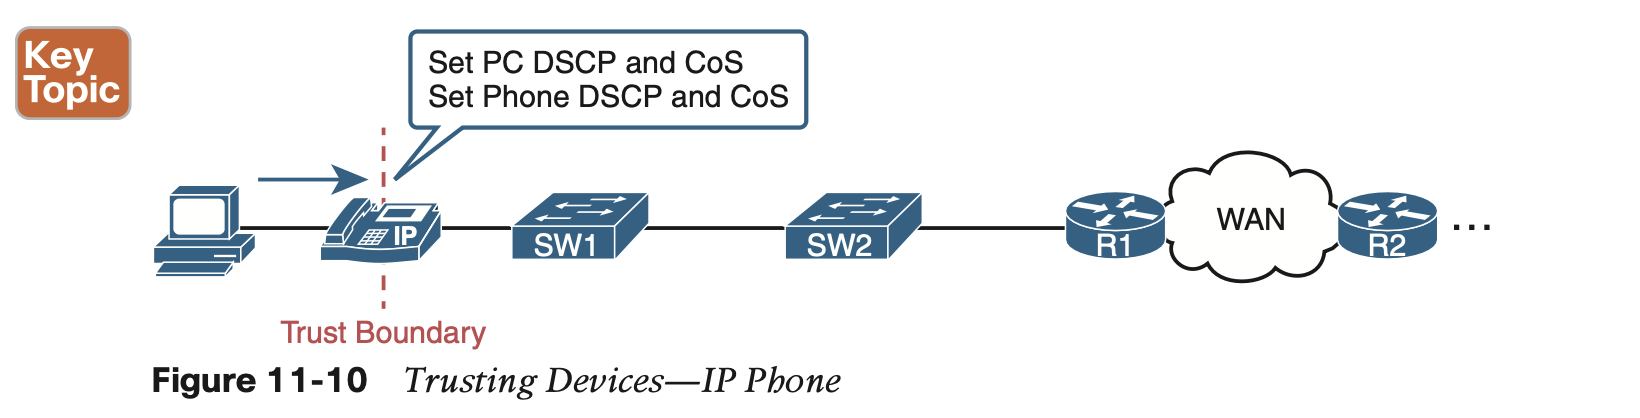 Key
Topic
Set PC DSCP and CoS
Set Phone DSCP and CoS
IP
SW1
SW2
R1
WAN
R2
...
Trust Boundary
Figure 11-10 Trusting Devices—IP Phone